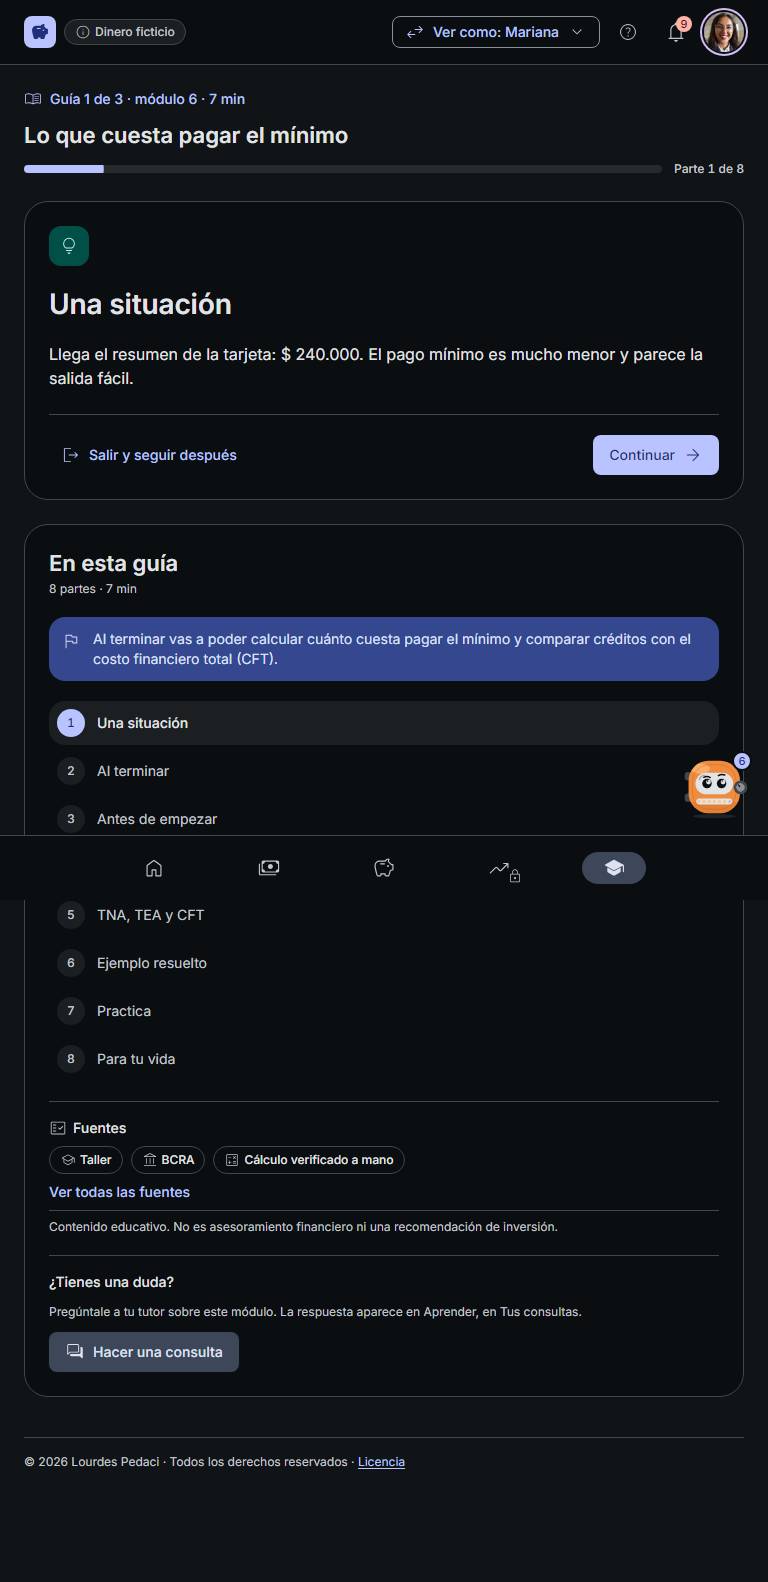 Dinero ficticio
Ver como: Mariana
9
Guía 1 de 3 · módulo 6 · 7 min
Lo que cuesta pagar el mínimo
Parte 1 de 8
Una situación
Llega el resumen de la tarjeta: $ 240.000. El pago mínimo es mucho menor y parece la
salida fácil.
Salir y seguir después
Continuar
En esta guía
8 partes · 7 min
Al terminar vas a poder calcular cuánto cuesta pagar el mínimo y comparar créditos con el
costo financiero total (CFT).
1 Una situación
2 Al terminar
6
3 Antes de empezar
5 TNA, TEA y CFT
6 Ejemplo resuelto
7 Practica
8 Para tu vida
Fuentes
Taller
BCRA
Cálculo verificado a mano
Ver todas las fuentes
Contenido educativo. No es asesoramiento financiero ni una recomendación de inversión.
¿Tienes una duda?
Pregúntale a tu tutor sobre este módulo. La respuesta aparece en Aprender, en Tus consultas.
Hacer una consulta
© 2026 Lourdes Pedaci · Todos los derechos reservados · Licencia